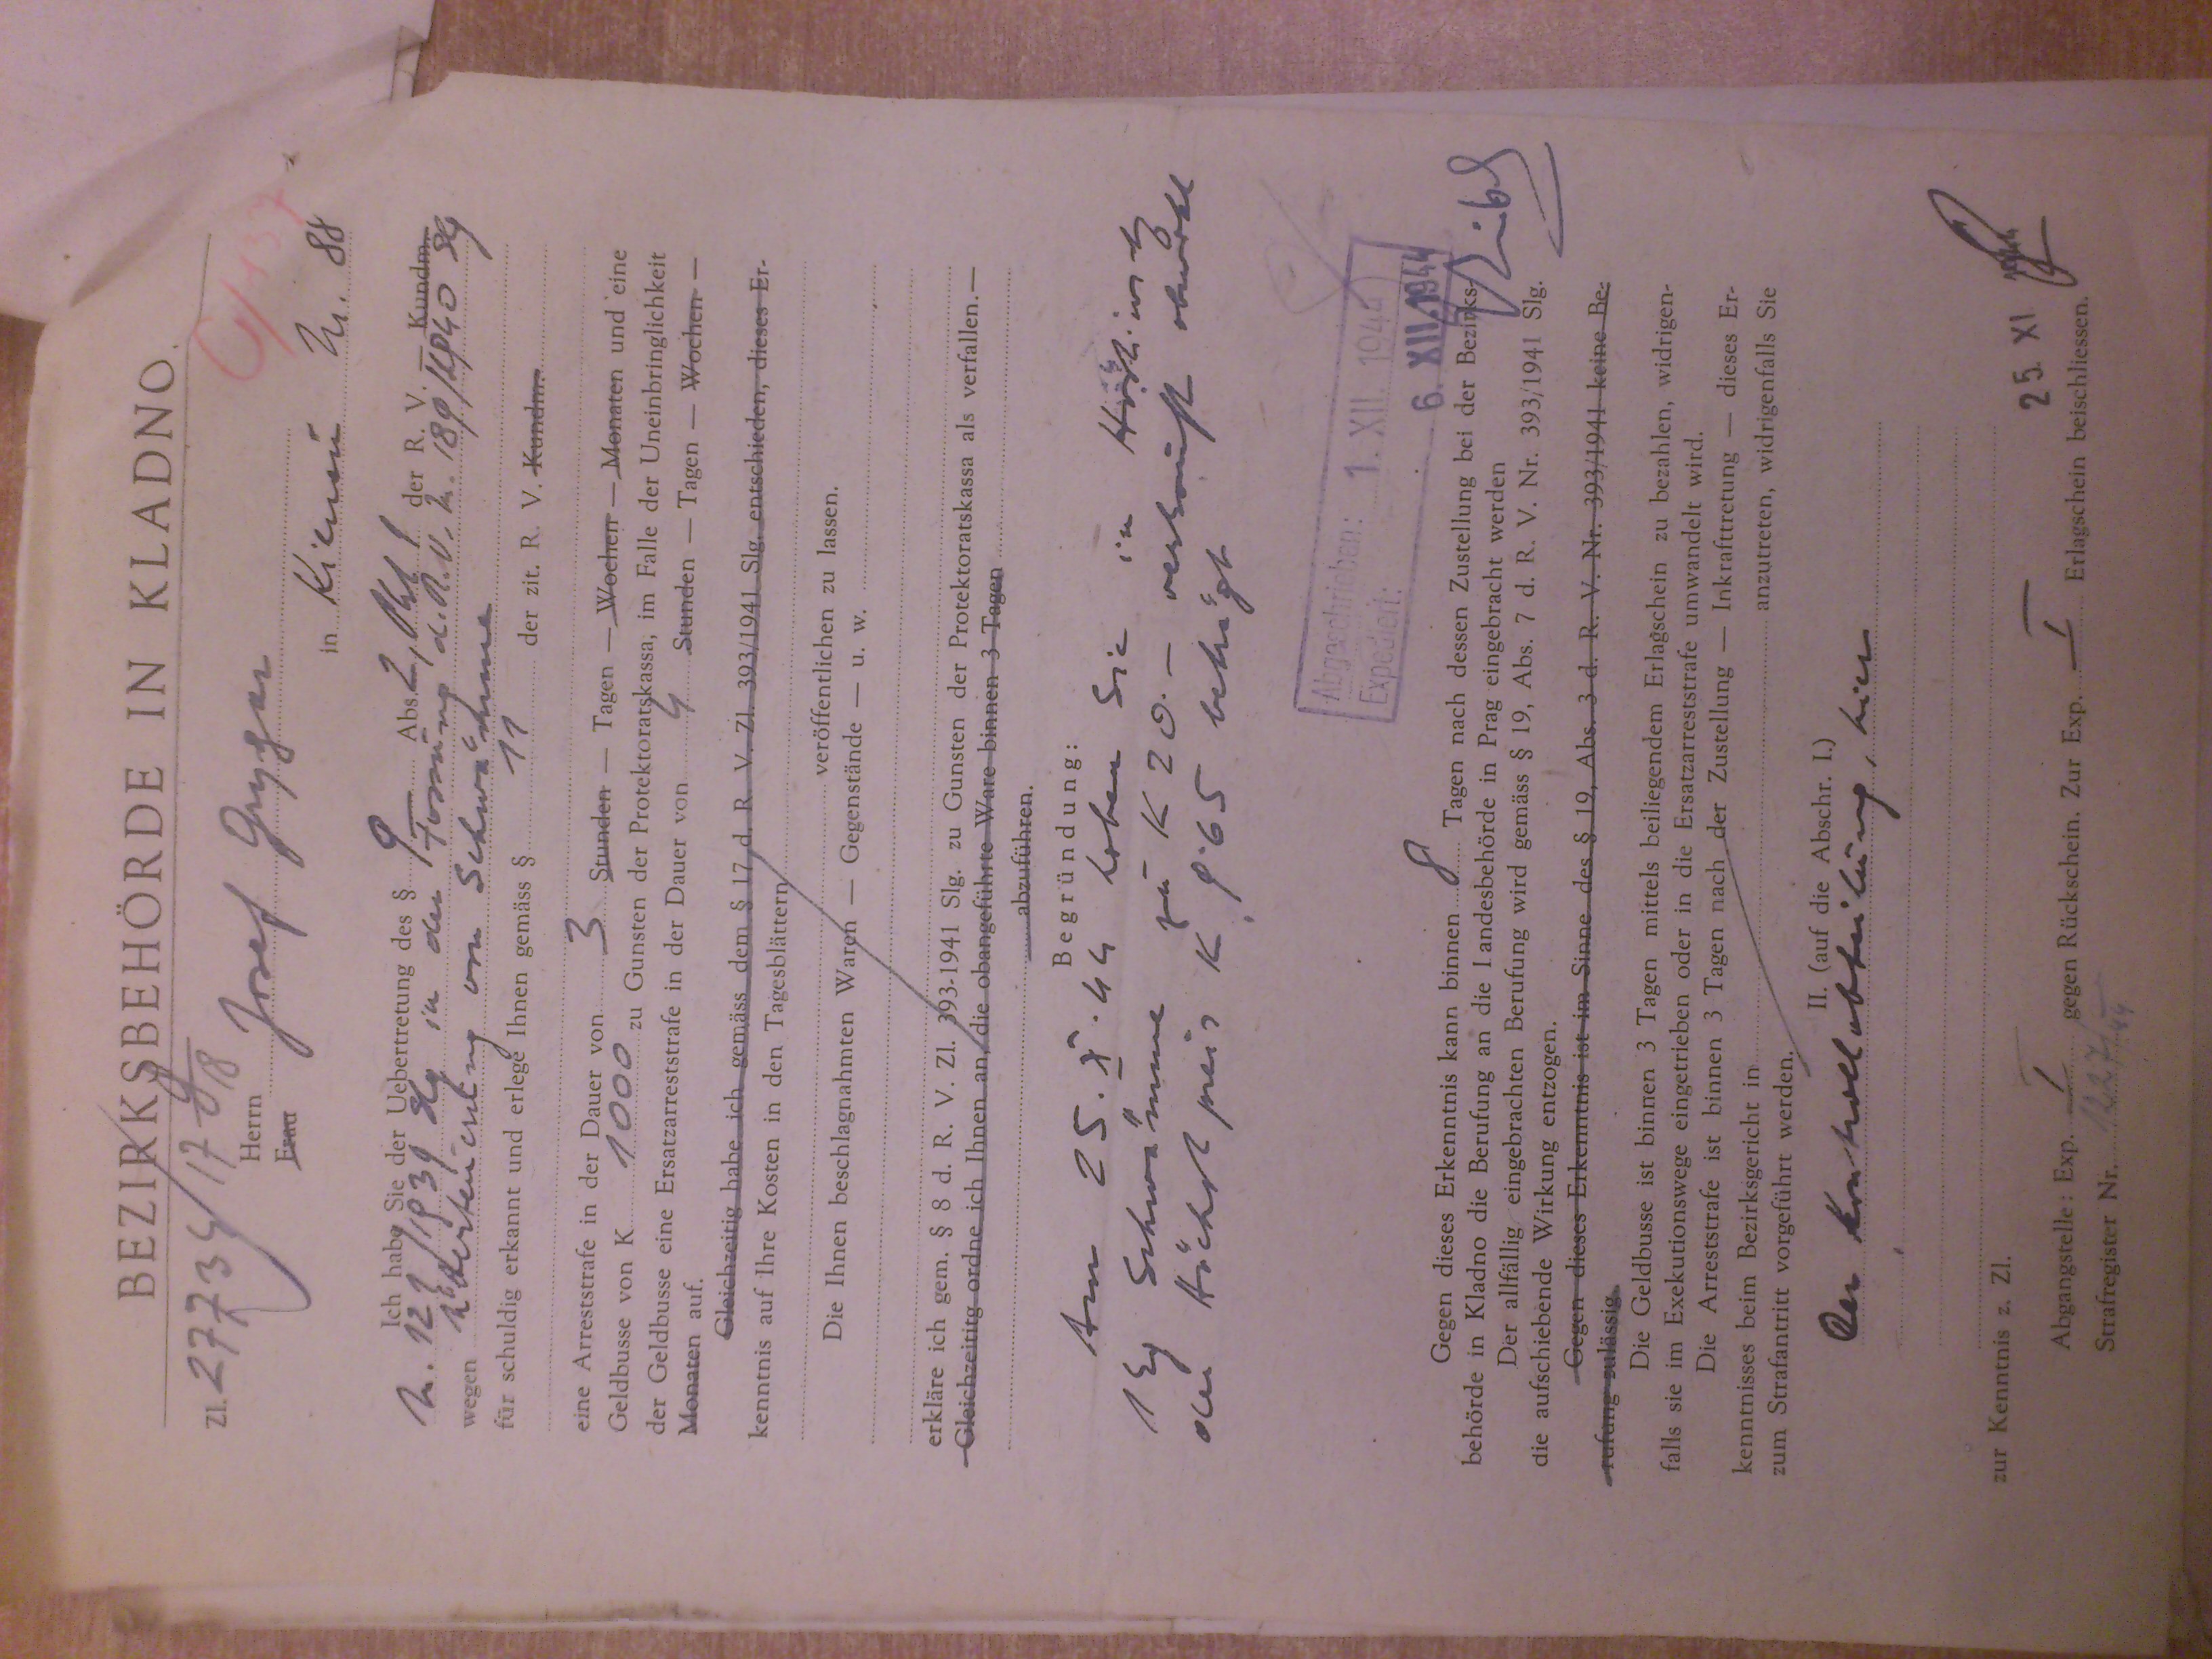 BEZIRKSBEHÖRDE IN KLADNO.
Zl. 27734/17
Herrn Josef Grygar
Frau
in Nr. 88
Ich habe Sie der Uebertretung des § 9 Abs. 2, Pkt 1 der R. V. — Kundm.
Nr. 121/1939 Slg in der Fassung d. R. V. Nr. 189/1940 Slg
wegen Überteuerung von Schwämme
für schuldig erkannt und erlege Ihnen gemäss § 11 der zit. R. V. Kundm.
eine Arreststrafe in der Dauer von 3 Stunden — Tagen — Wochen — Monaten und eine
Geldbusse von K 1000 zu Gunsten der Protektoratskassa, im Falle der Uneinbringlichkeit
der Geldbusse eine Ersatzarreststrafe in der Dauer von 4 Stunden — Tagen — Wochen —
Monaten auf.
Gleichzeitig habe ich gemäss dem § 17 d. R. V. Zl. 393/1941 Slg. entschieden, dieses Er-
kenntnis auf Ihre Kosten in den Tagesblättern
veröffentlichen zu lassen.
Die Ihnen beschlagnahmten Waren — Gegenstände — u. w.
erkläre ich gem. § 8 d. R. V. Zl. 393-1941 Slg. zu Gunsten der Protektoratskassa als verfallen.—
Gleichzeititg ordne ich Ihnen an, die obangeführte Ware binnen 3 Tagen
abzuführen.
Begründung:
Am 25. X. 44 haben Sie in
1 kg Schwämme zu K 20.— verkauft obwohl
der Höchstpreis K 9.65 beträgt
Abgeschrieben: 1. XII. 1944
Expediert:
6. XII. 1944
Gegen dieses Erkenntnis kann binnen 8 Tagen nach dessen Zustellung bei der Bezirks-
behörde in Kladno die Berufung an die Landesbehörde in Prag eingebracht werden
Der allfällig eingebrachten Berufung wird gemäss § 19, Abs. 7 d. R. V. Nr. 393/1941 Slg.
die aufschiebende Wirkung entzogen.
Gegen dieses Erkenntnis ist im Sinne des § 19, Abs. 3 d. R. V. Nr. 393/1941 keine Be-
rufung zulässig.
Die Geldbusse ist binnen 3 Tagen mittels beiliegendem Erlagschein zu bezahlen, widrigen-
falls sie im Exekutionswege eingetrieben oder in die Ersatzarreststrafe umwandelt wird.
Die Arreststrafe ist binnen 3 Tagen nach der Zustellung — Inkrafttretung — dieses Er-
kenntnisses beim Bezirksgericht in anzutreten, widrigenfalls Sie
zum Strafantritt vorgeführt werden.
II. (auf die Abschr. I.)
Der Kontrollabteilung, hier
zur Kenntnis z. Zl.
25. XI 1944
Abgangstelle: Exp. I gegen Rückschein. Zur Exp. I Erlagschein beischliessen.
Strafregister Nr. 1227/44